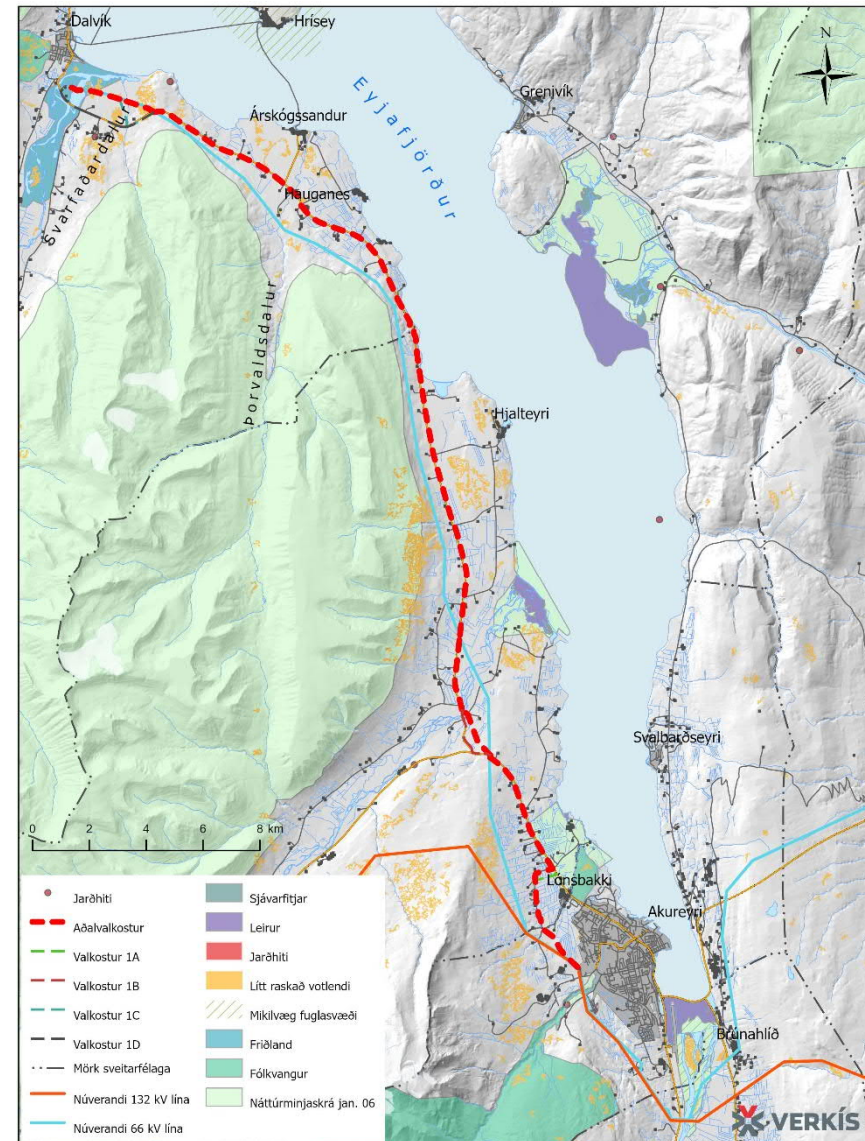 Dalvík
Hrísey
N
Eyjafjörður
Grenivík
Árskógssandur
Svarfaðardalur
Hauganes
Þorvaldsdalur
Hjalteyri
Svalbarðseyri
0 2 4 6 8 km
Lónsbakki
Akureyri
Brúnahlíð
Jarðhiti
Aðalvalkostur
Valkostur 1A
Valkostur 1B
Valkostur 1C
Valkostur 1D
Mörk sveitarfélaga
Núverandi 132 kV lína
Núverandi 66 kV lína
Sjávarfitjar
Leirur
Jarðhiti
Lítt raskað votlendi
Mikilvæg fuglasvæði
Friðland
Fólkvangur
Náttúrminjaskrá jan. 06
VERKÍS